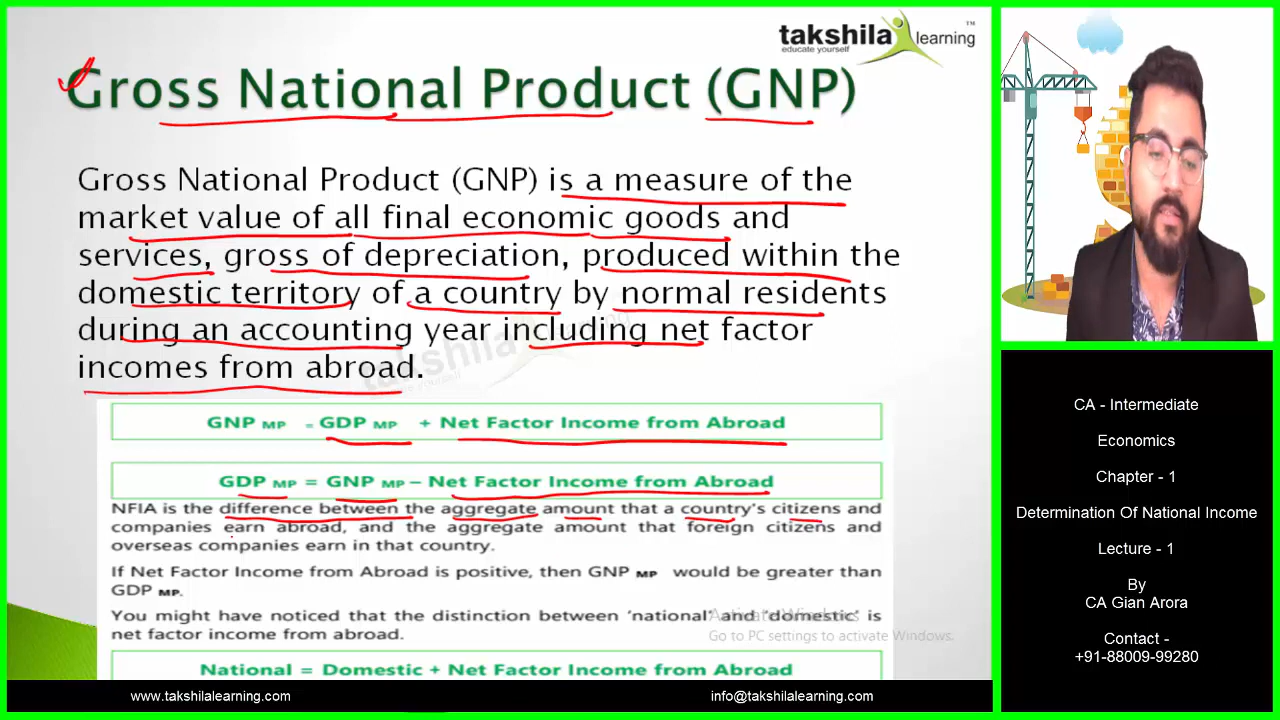 takshila learning
TM
educate yourself
Gross National Product (GNP)
Gross National Product (GNP) is a measure of the
market value of all final economic goods and
services, gross of depreciation, produced within the
domestic territory of a country by normal residents
during an accounting year including net factor
incomes from abroad.
GNP MP = GDP MP + Net Factor Income from Abroad
GDP MP = GNP MP – Net Factor Income from Abroad
NFIA is the difference between the aggregate amount that a country's citizens and
companies earn abroad, and the aggregate amount that foreign citizens and
overseas companies earn in that country.
If Net Factor Income from Abroad is positive, then GNP MP would be greater than
GDP MP.
You might have noticed that the distinction between 'national' and 'domestic' is
net factor income from abroad.
Activate Windows
Go to PC settings to activate Windows.
National = Domestic + Net Factor Income from Abroad
www.takshilalearning.com
info@takshilalearning.com
CA - Intermediate
Economics
Chapter - 1
Determination Of National Income
Lecture - 1
By
CA Gian Arora
Contact -
+91-88009-99280